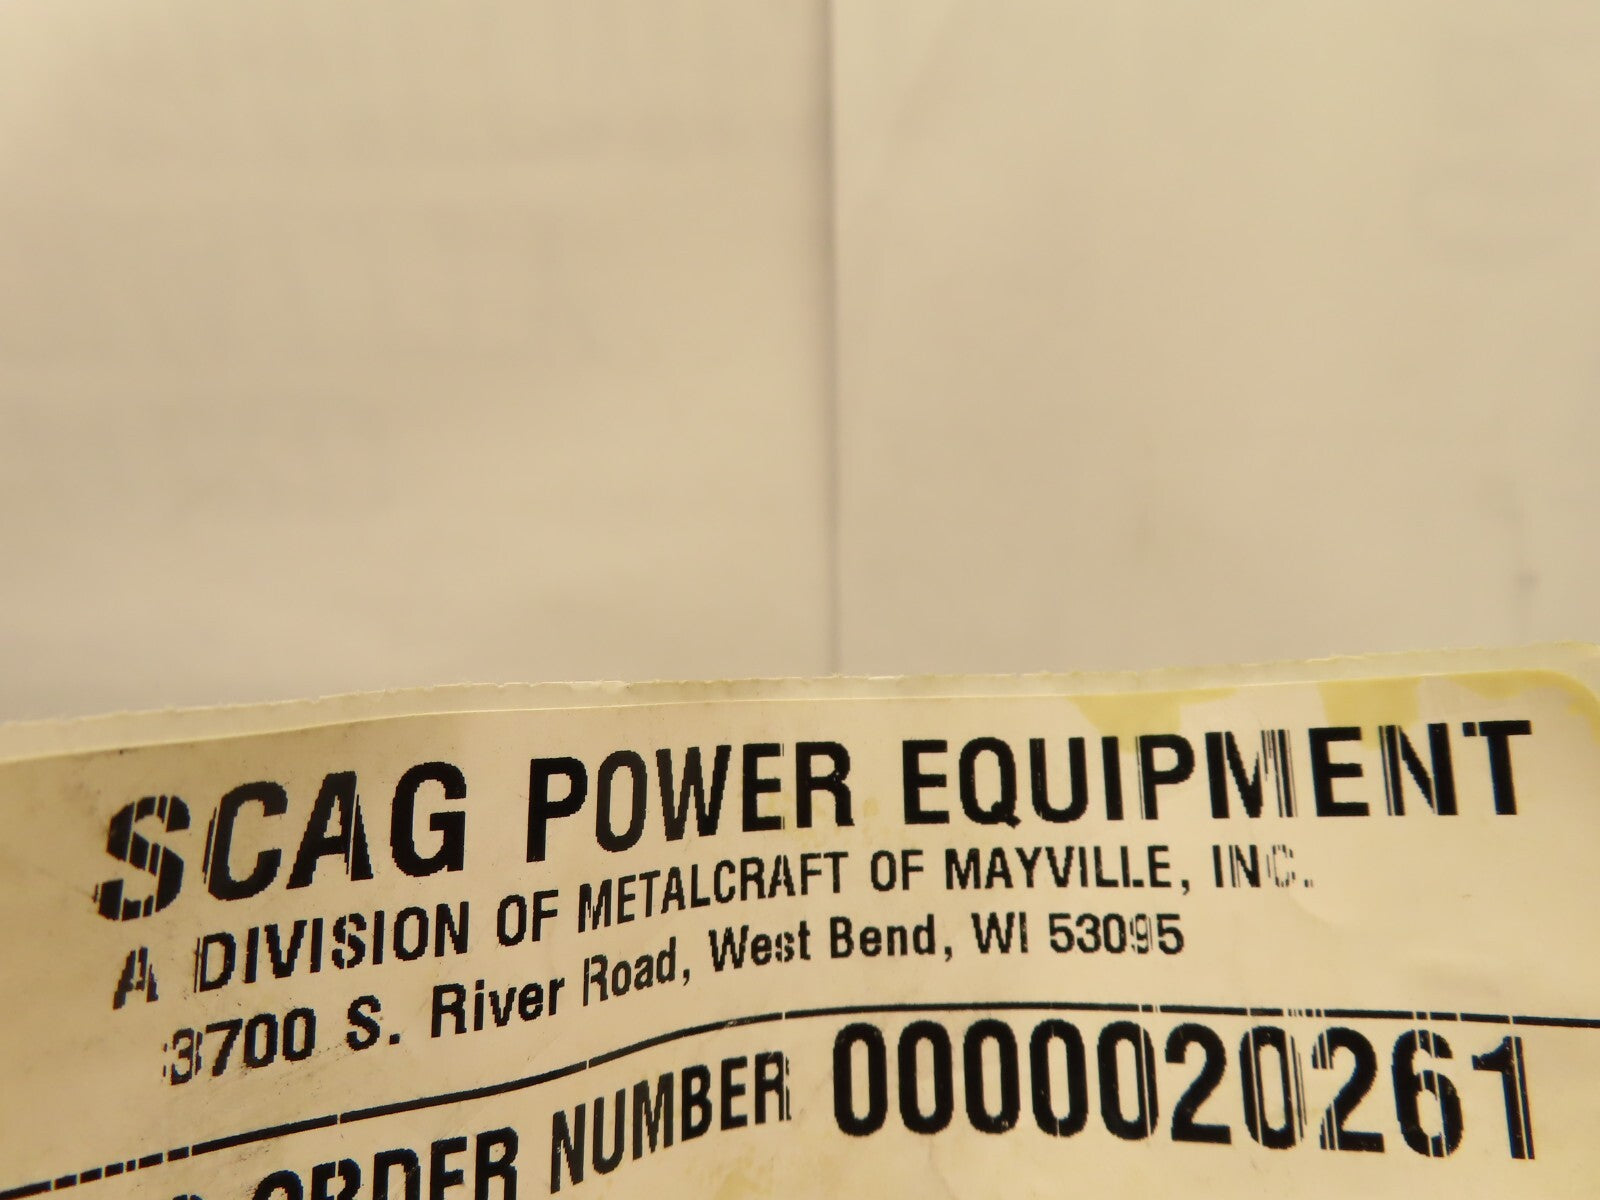 SCAG POWER EQUIPMENT
A DIVISION OF METALCRAFT OF MAYVILLE, INC.
3700 S. River Road, West Bend, WI 53095
ORDER NUMBER 0000020261